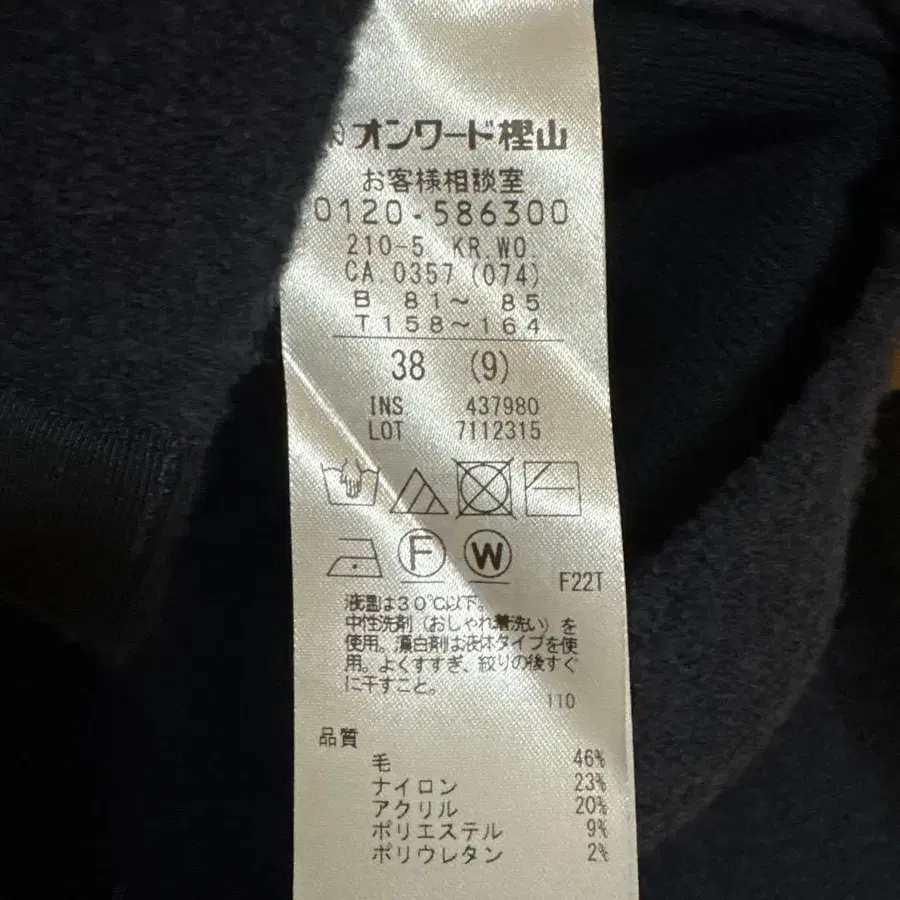 オンワード樫山
お客様相談室
0120-586300
210-5 KR.WO.
CA.0357 (074)
B 81〜 85
T158〜164
38 (9)
INS. 437980
LOT 7112315
F W
F22T
液温は30℃以下。
中性洗剤（おしゃれ着洗い）を
使用。漂白剤は液体タイプを使
用。よくすすぎ、絞りの後すぐ
に干すこと。
110
品質
毛 46%
ナイロン 23%
アクリル 20%
ポリエステル 9%
ポリウレタン 2%